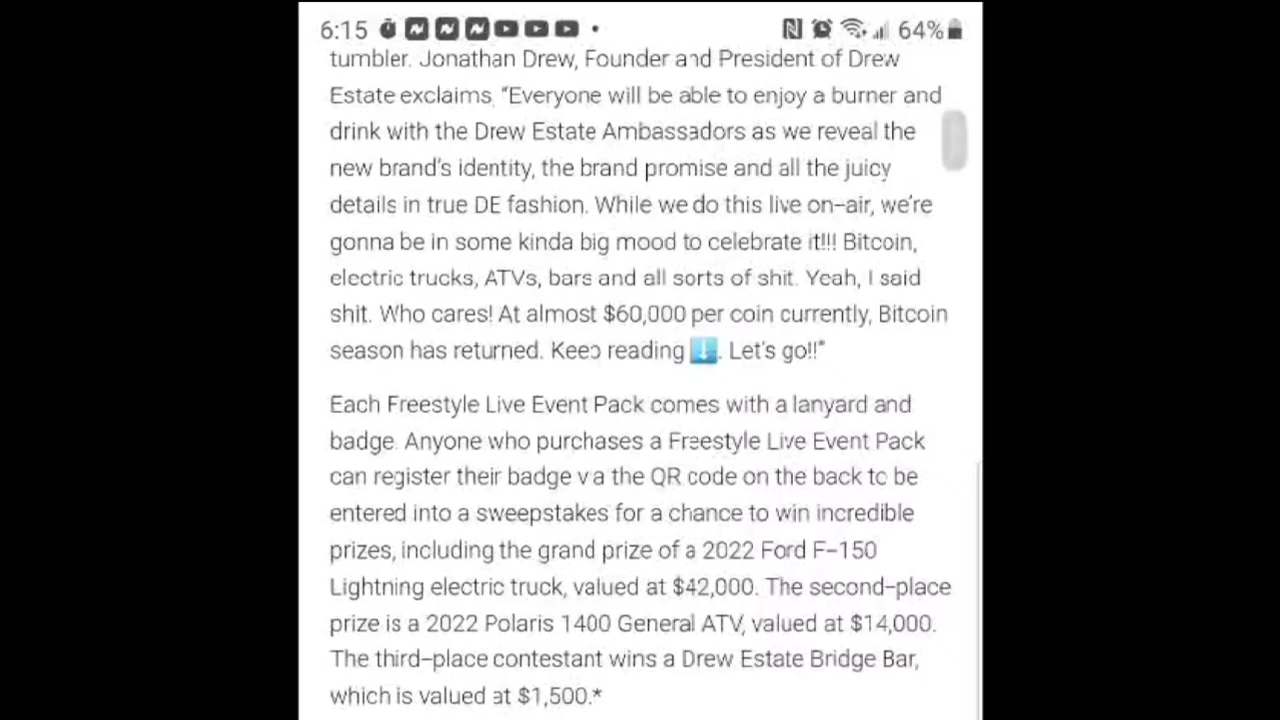 6:15 64%
tumbler. Jonathan Drew, Founder and President of Drew
Estate exclaims, “Everyone will be able to enjoy a burner and
drink with the Drew Estate Ambassadors as we reveal the
new brand's identity, the brand promise and all the juicy
details in true DE fashion. While we do this live on-air, we're
gonna be in some kinda big mood to celebrate it!!! Bitcoin,
electric trucks, ATVs, bars and all sorts of shit. Yeah, I said
shit. Who cares! At almost $60,000 per coin currently, Bitcoin
season has returned. Keep reading ⬇️. Let's go!!”
Each Freestyle Live Event Pack comes with a lanyard and
badge. Anyone who purchases a Freestyle Live Event Pack
can register their badge via the QR code on the back to be
entered into a sweepstakes for a chance to win incredible
prizes, including the grand prize of a 2022 Ford F-150
Lightning electric truck, valued at $42,000. The second-place
prize is a 2022 Polaris 1400 General ATV, valued at $14,000.
The third-place contestant wins a Drew Estate Bridge Bar,
which is valued at $1,500.*